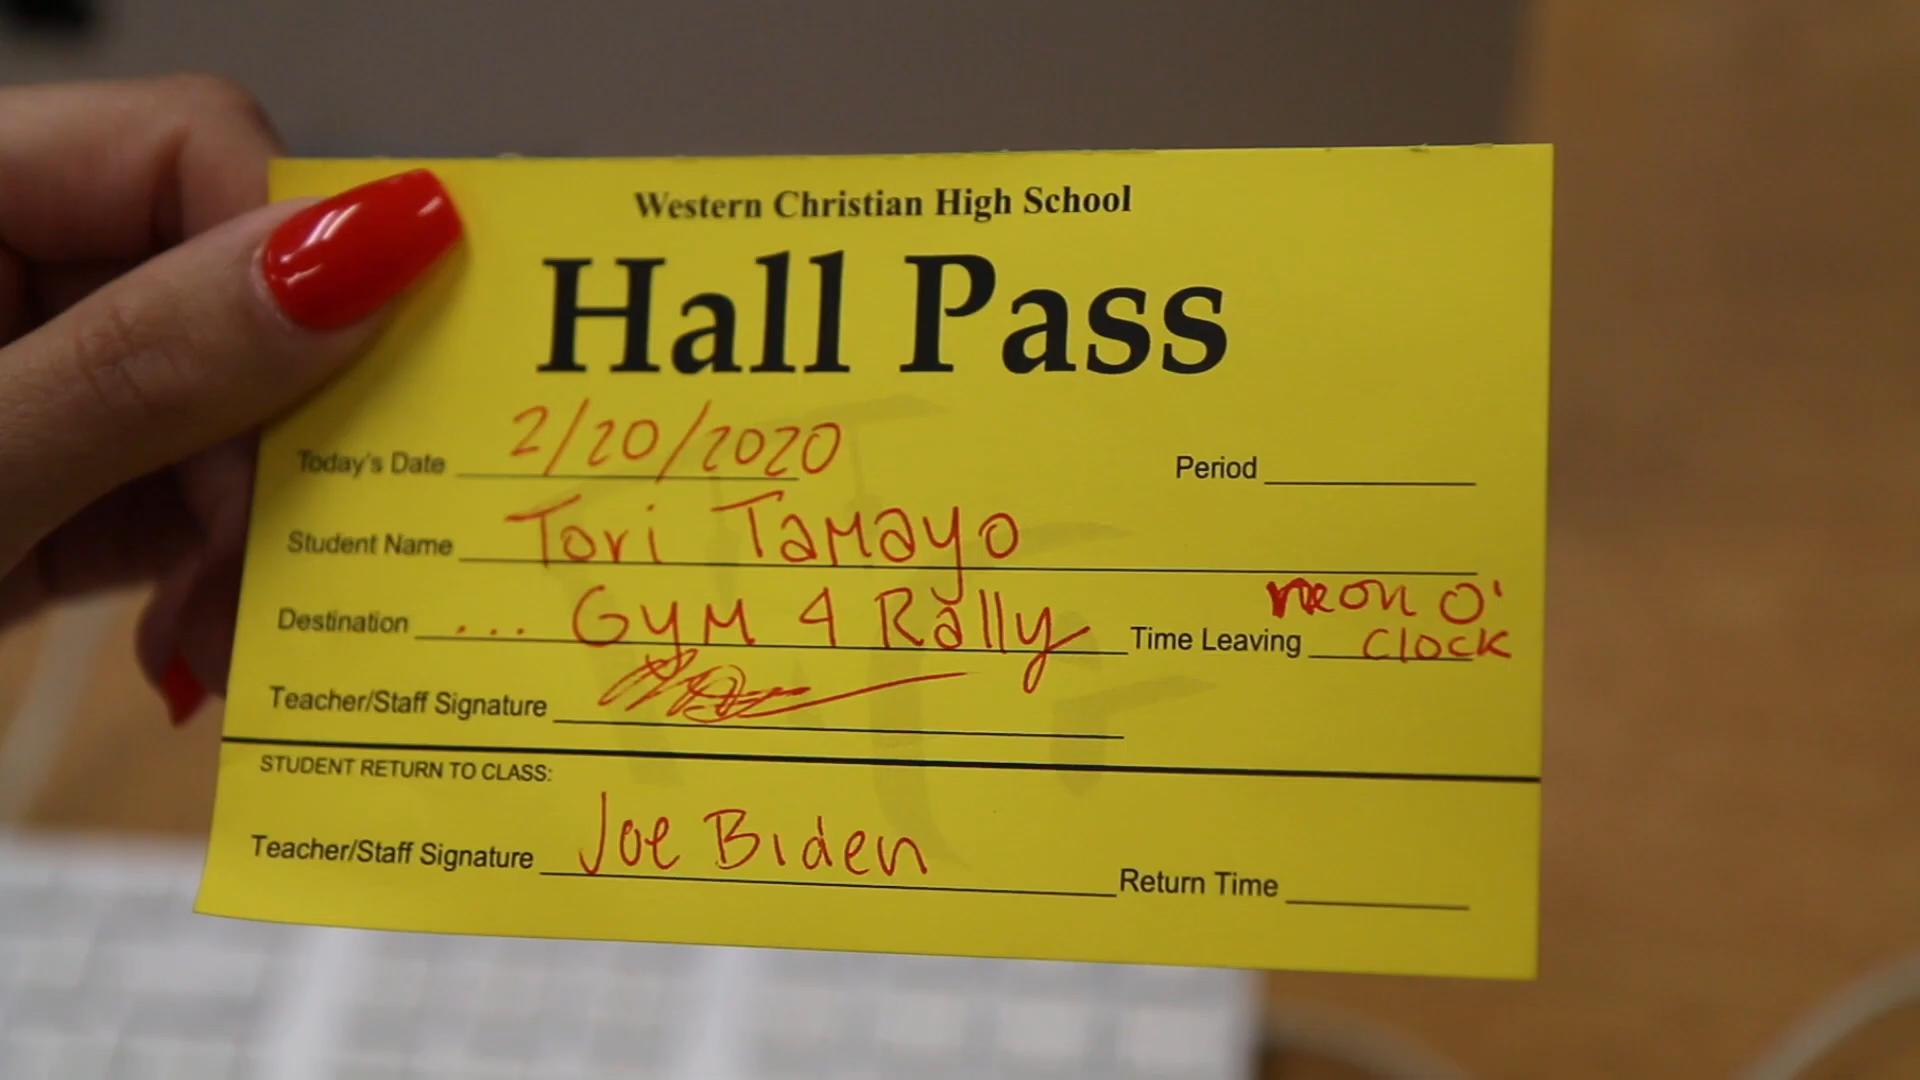 Western Christian High School
Hall Pass
Today's Date 2/20/2020 Period
Student Name Tori Tamayo
Destination ... Gym 4 Rally Time Leaving neon O'
Clock
Teacher/Staff Signature
STUDENT RETURN TO CLASS:
Teacher/Staff Signature Joe Biden Return Time